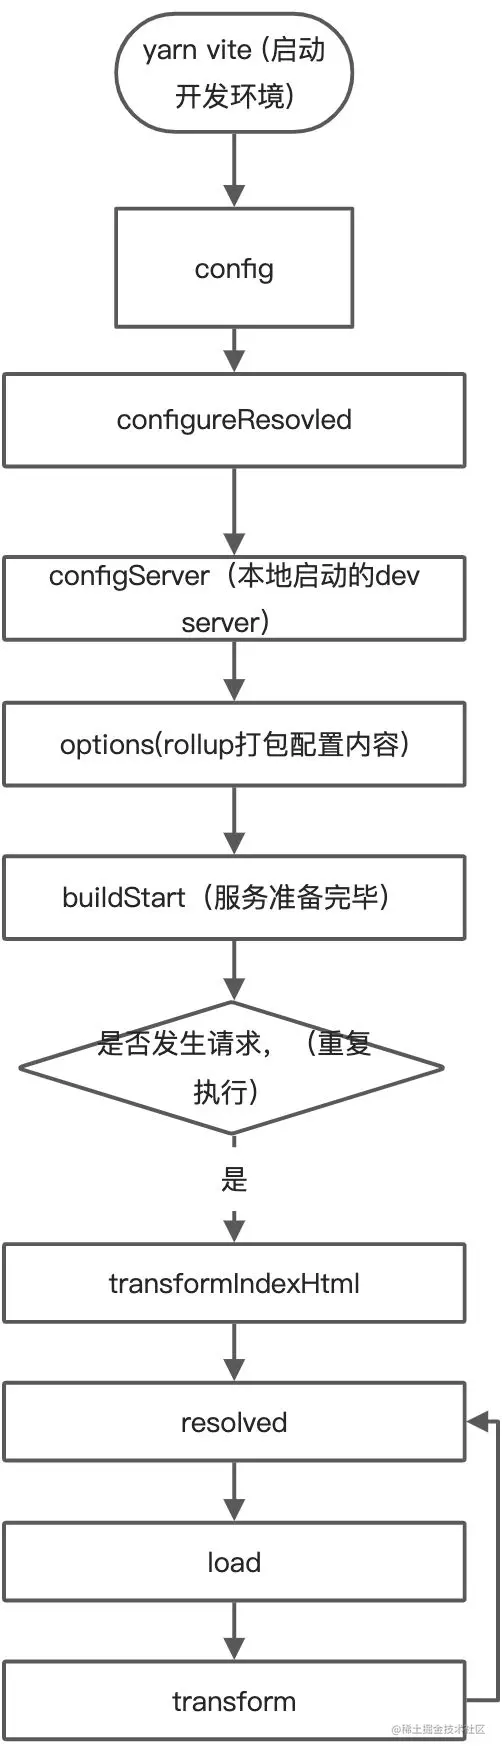 yarn vite (启动
开发环境)
config
configureResovled
configServer（本地启动的dev
server）
options(rollup打包配置内容)
buildStart（服务准备完毕）
是否发生请求，（重复
执行）
是
transformIndexHtml
resolved
load
transform
@稀土掘金技术社区